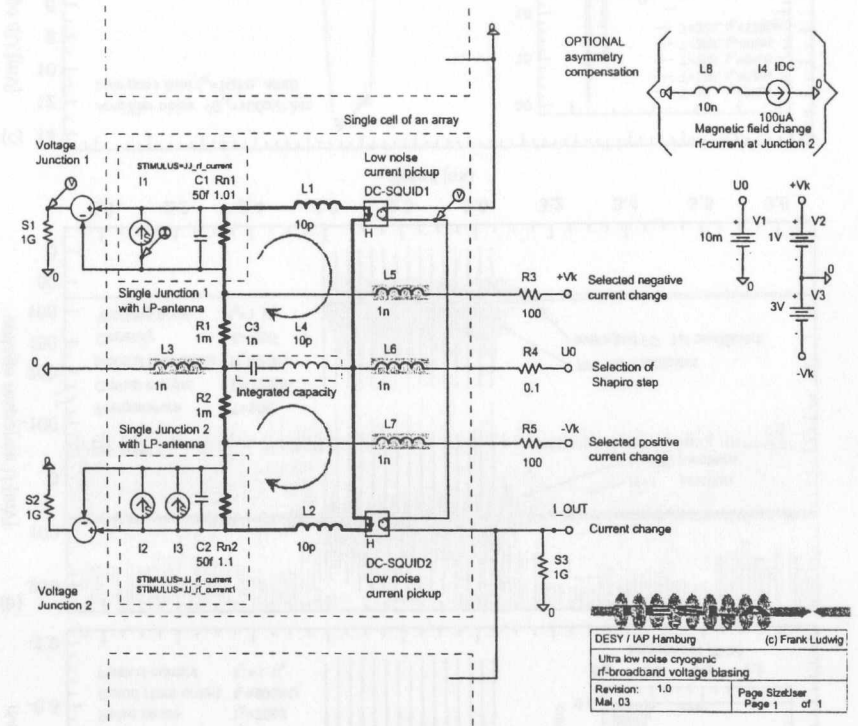 OPTIONAL
asymmetry
compensation
L8
I4 IDC
0
0
10n
100uA
Magnetic field change
rf-current at Junction 2
0
Single cell of an array
Voltage
Junction 1
STIMULUS=JJ_rf_current
I1
C1 Rn1
50f 1.01
Low noise
current pickup
DC-SQUID1
L1
10p
H
V
V
I
S1
1G
0
U0
+Vk
V1
10m
V2
1V
0
0
V3
3V
-Vk
Single Junction 1
with LP-antenna
L5
1n
R3
100
+Vk
Selected negative
current change
R1
1m
C3
1n
L4
10p
0
L3
1n
L6
1n
R4
0.1
U0
Selection of
Shapiro step
Integrated capacity
R2
1m
Single Junction 2
with LP-antenna
L7
1n
R5
100
-Vk
Selected positive
current change
S2
1G
I2
I3
C2 Rn2
50f 1.1
L2
10p
H
DC-SQUID2
Low noise
current pickup
I_OUT
Current change
S3
1G
0
STIMULUS=JJ_rf_current
STIMULUS=JJ_rf_current1
Voltage
Junction 2
DESY / IAP Hamburg
(c) Frank Ludwig
Ultra low noise cryogenic
rf-broadband voltage biasing
Revision: 1.0
Mai, 03
Page Size:User
Page 1 of 1